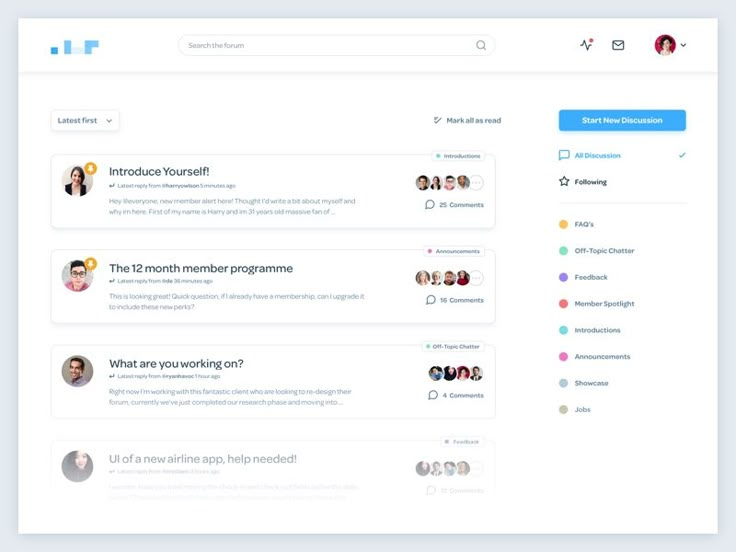 Search the forum
Latest first
Mark all as read
Start New Discussion
All Discussion
Following
FAQ's
Off-Topic Chatter
Feedback
Member Spotlight
Introductions
Announcements
Showcase
Jobs
Introductions
Introduce Yourself!
Latest reply from @harryowlson 5 minutes ago
Hey @everyone, new member alert here! Thought I'd write a bit about myself and
why im here. First of my name is Harry and im 31 years old massive fan of ...
25 Comments
Announcements
The 12 month member programme
Latest reply from 36 minutes ago
This is looking great! Quick question, if I already have a membership, can I upgrade it
to include these new perks?
16 Comments
Off-Topic Chatter
What are you working on?
Latest reply from @ryanhavoc 1 hour ago
Right now I'm working with this fantastic client who are looking to re-design their
forum, currently we've just completed our research phase and moving into ...
4 Comments
Feedback
UI of a new airline app, help needed!
Latest reply from hours ago
Comments